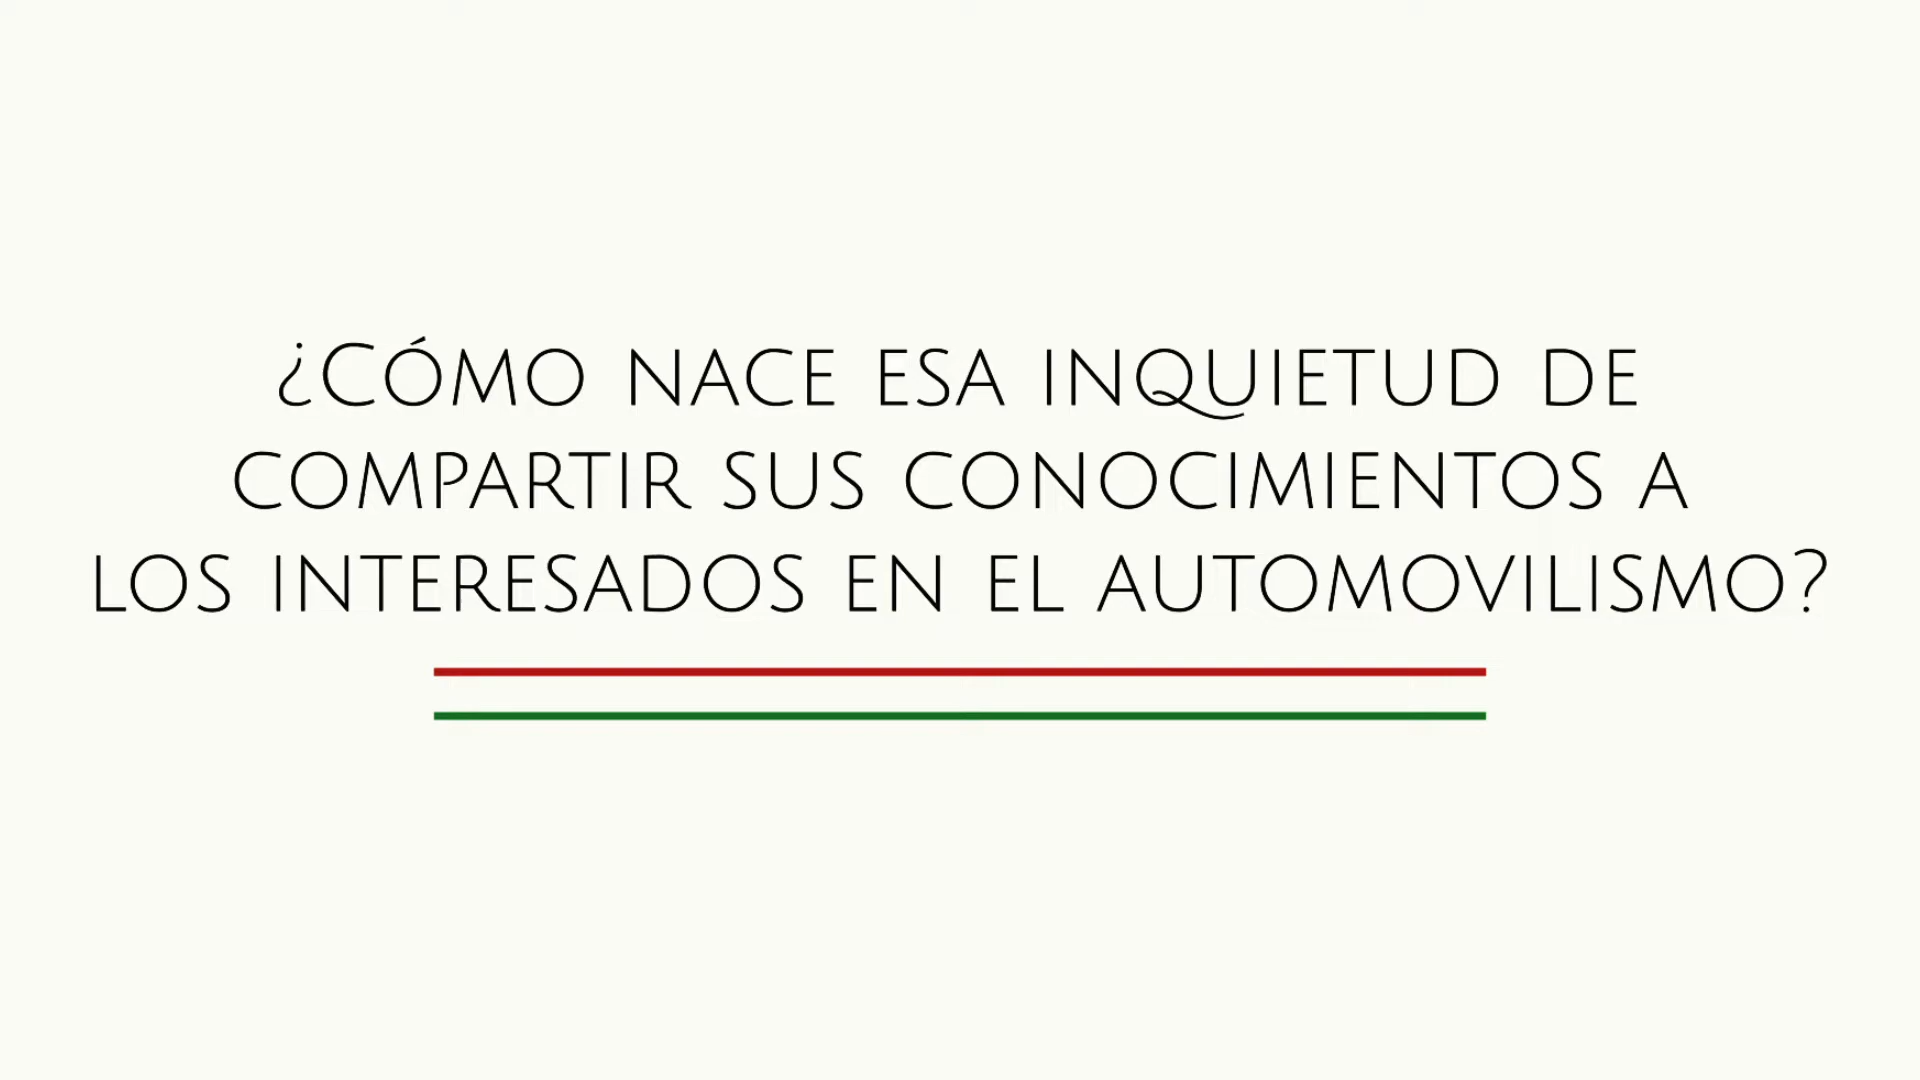 ¿Cómo nace esa inquietud de
compartir sus conocimientos a
los interesados en el automovilismo?